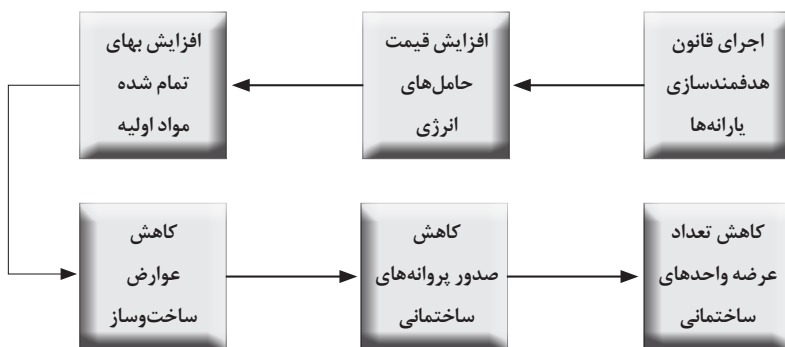 اجرای قانون
هدفمندسازی
یارانه‌ها
افزایش قیمت
حامل‌های
انرژی
افزایش بهای
تمام شده
مواد اولیه
کاهش
عوارض
ساخت‌وساز
کاهش
صدور پروانه‌های
ساختمانی
کاهش تعداد
عرضه واحدهای
ساختمانی